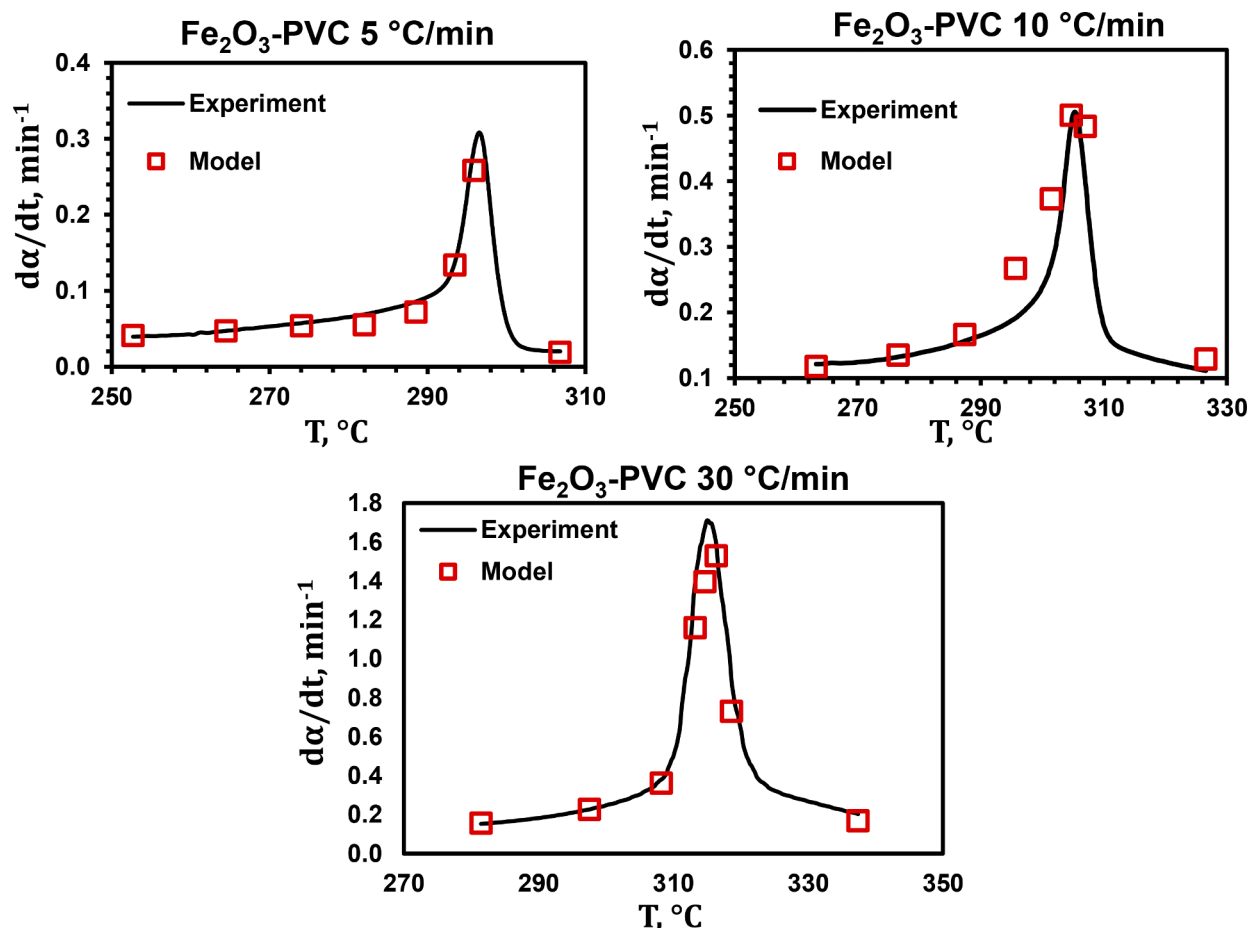 Fe₂O₃-PVC 5 °C/min
0.4
0.3
0.2
0.1
0.0
dα/dt, min⁻¹
Experiment
Model
250
270
290
310
T, °C
Fe₂O₃-PVC 10 °C/min
0.6
0.5
0.4
0.3
0.2
0.1
dα/dt, min⁻¹
Experiment
Model
250
270
290
310
330
T, °C
Fe₂O₃-PVC 30 °C/min
1.8
1.6
1.4
1.2
1.0
0.8
0.6
0.4
0.2
0.0
dα/dt, min⁻¹
Experiment
Model
270
290
310
330
350
T, °C